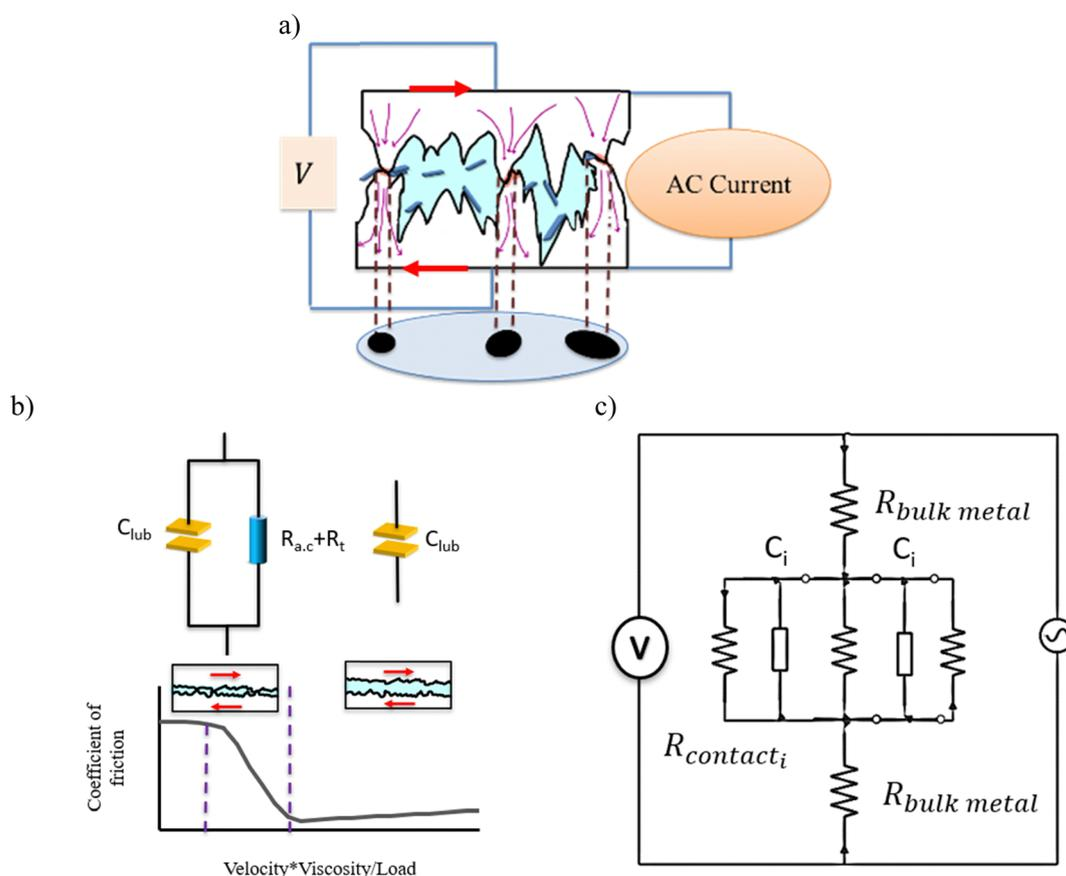 a)
V
AC Current
b)
c)
C_lub
R_a.c+R_t
C_lub
Coefficient of
friction
Velocity*Viscosity/Load
R_bulk metal
C_i
C_i
V
R_contact_i
R_bulk metal